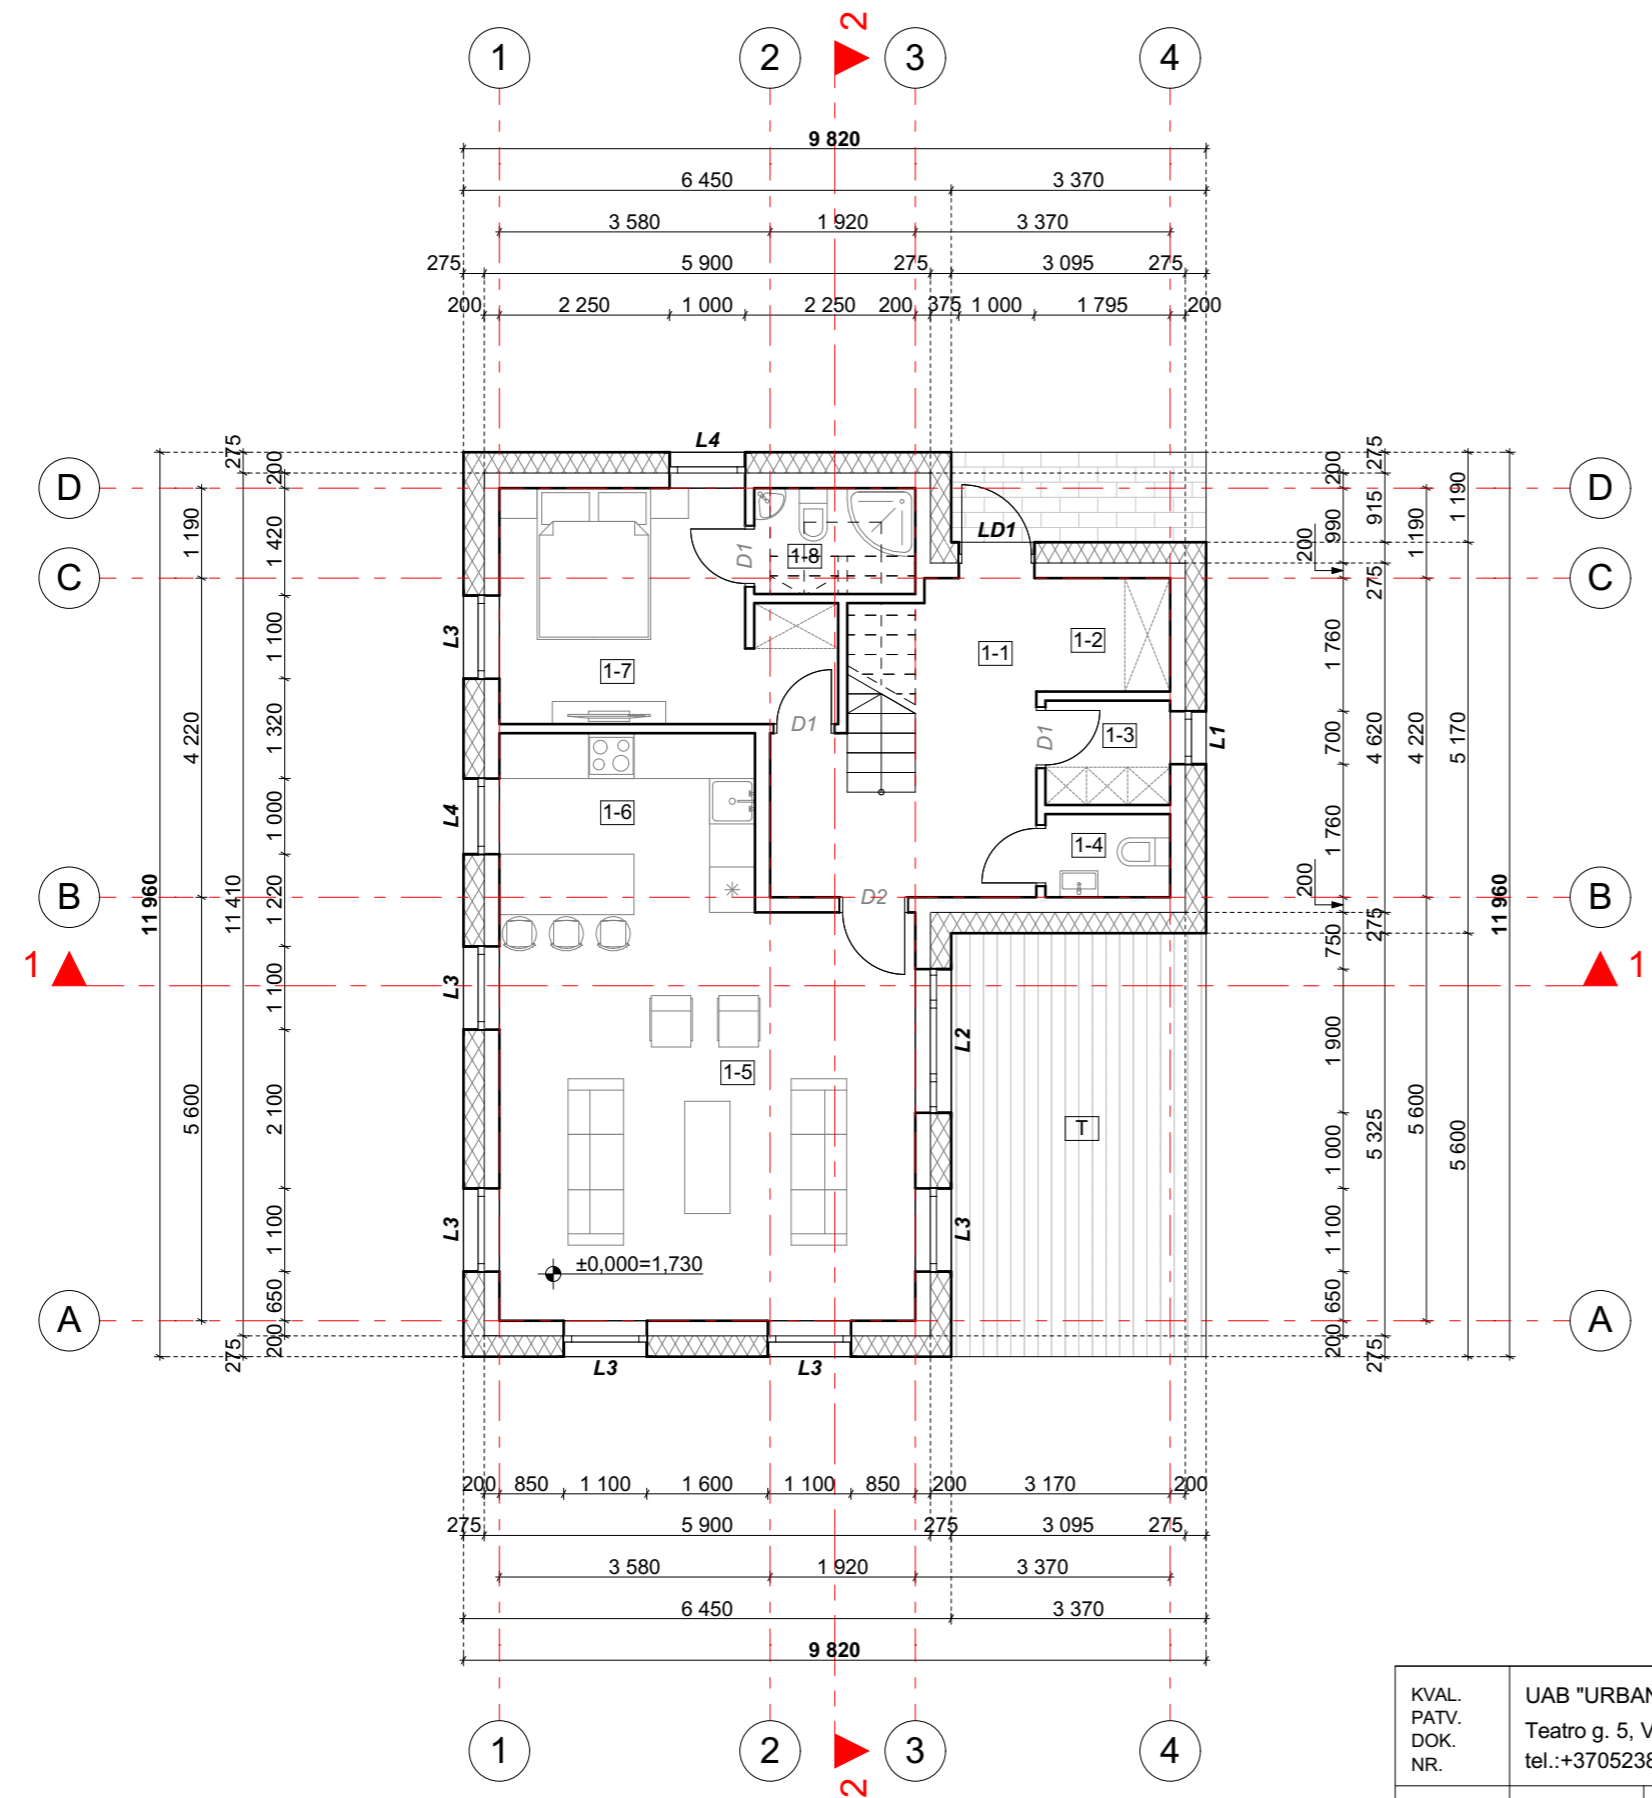 2
1 2 3 4
9 820
6 450 3 370
3 580 1 920 3 370
275 5 900 275 3 095 275
200 2 250 1 000 2 250 200 375 1 000 1 795 200
L4
D D
LD1
D1
1-8
C C
L3
1-7
1-1
1-2
D1
D1
1-3
L1
L4
1-6
1-4
B B
D2
1 1
L3
L2
1-5
T
L3
L3
±0,000=1,730
A A
L3 L3
11 960
11 410
275
275
1 190
4 220
5 600
200
1 420
1 100
1 320
1 000
1 220
1 100
2 100
1 100
650
200
200
990
200
1 760
700
1 760
200
750
1 900
1 000
1 100
650
200
275
915
275
4 620
275
5 325
275
1 190
4 220
5 600
1 190
5 170
5 600
11 960
200 850 1 100 1 600 1 100 850 200 3 170 200
275 5 900 275 3 095 275
3 580 1 920 3 370
6 450 3 370
9 820
1 2 3 4
2
KVAL.
PATV.
DOK.
NR.
UAB "URBAN
Teatro g. 5, V
tel.:+3705238